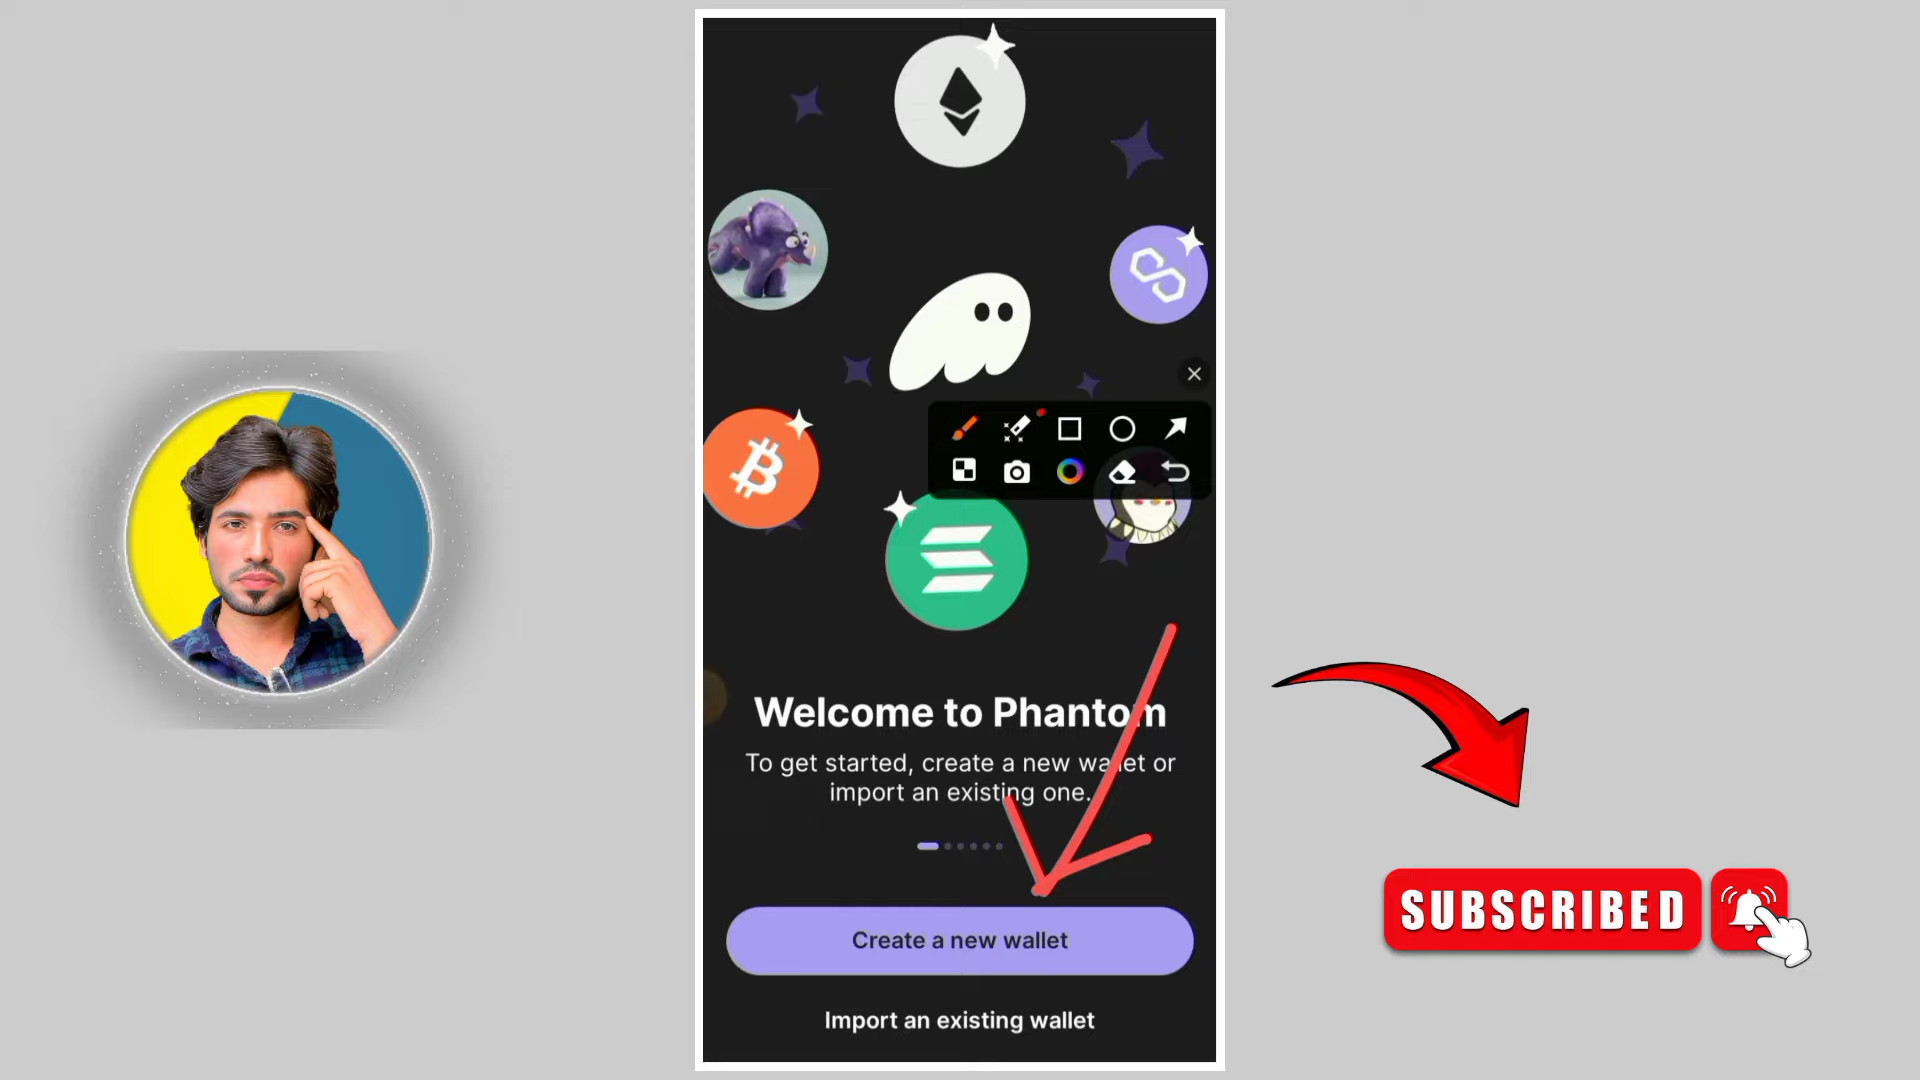 Welcome to Phantom
To get started, create a new wallet or
import an existing one.
Create a new wallet
Import an existing wallet
SUBSCRIBED